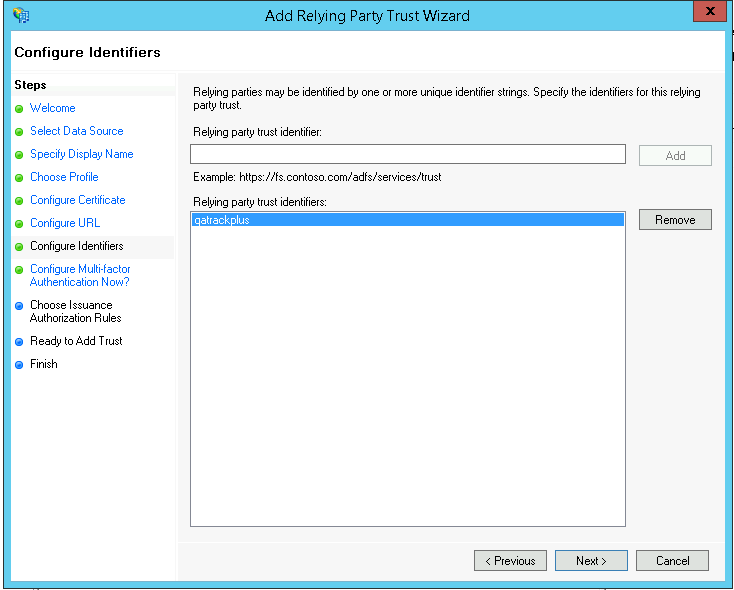 Add Relying Party Trust Wizard
X
Configure Identifiers
Steps
Welcome
Select Data Source
Specify Display Name
Choose Profile
Configure Certificate
Configure URL
Configure Identifiers
Configure Multi-factor
Authentication Now?
Choose Issuance
Authorization Rules
Ready to Add Trust
Finish
Relying parties may be identified by one or more unique identifier strings. Specify the identifiers for this relying
party trust.
Relying party trust identifier:
Add
Example: https://fs.contoso.com/adfs/services/trust
Relying party trust identifiers:
qatrackplus
Remove
< Previous
Next >
Cancel